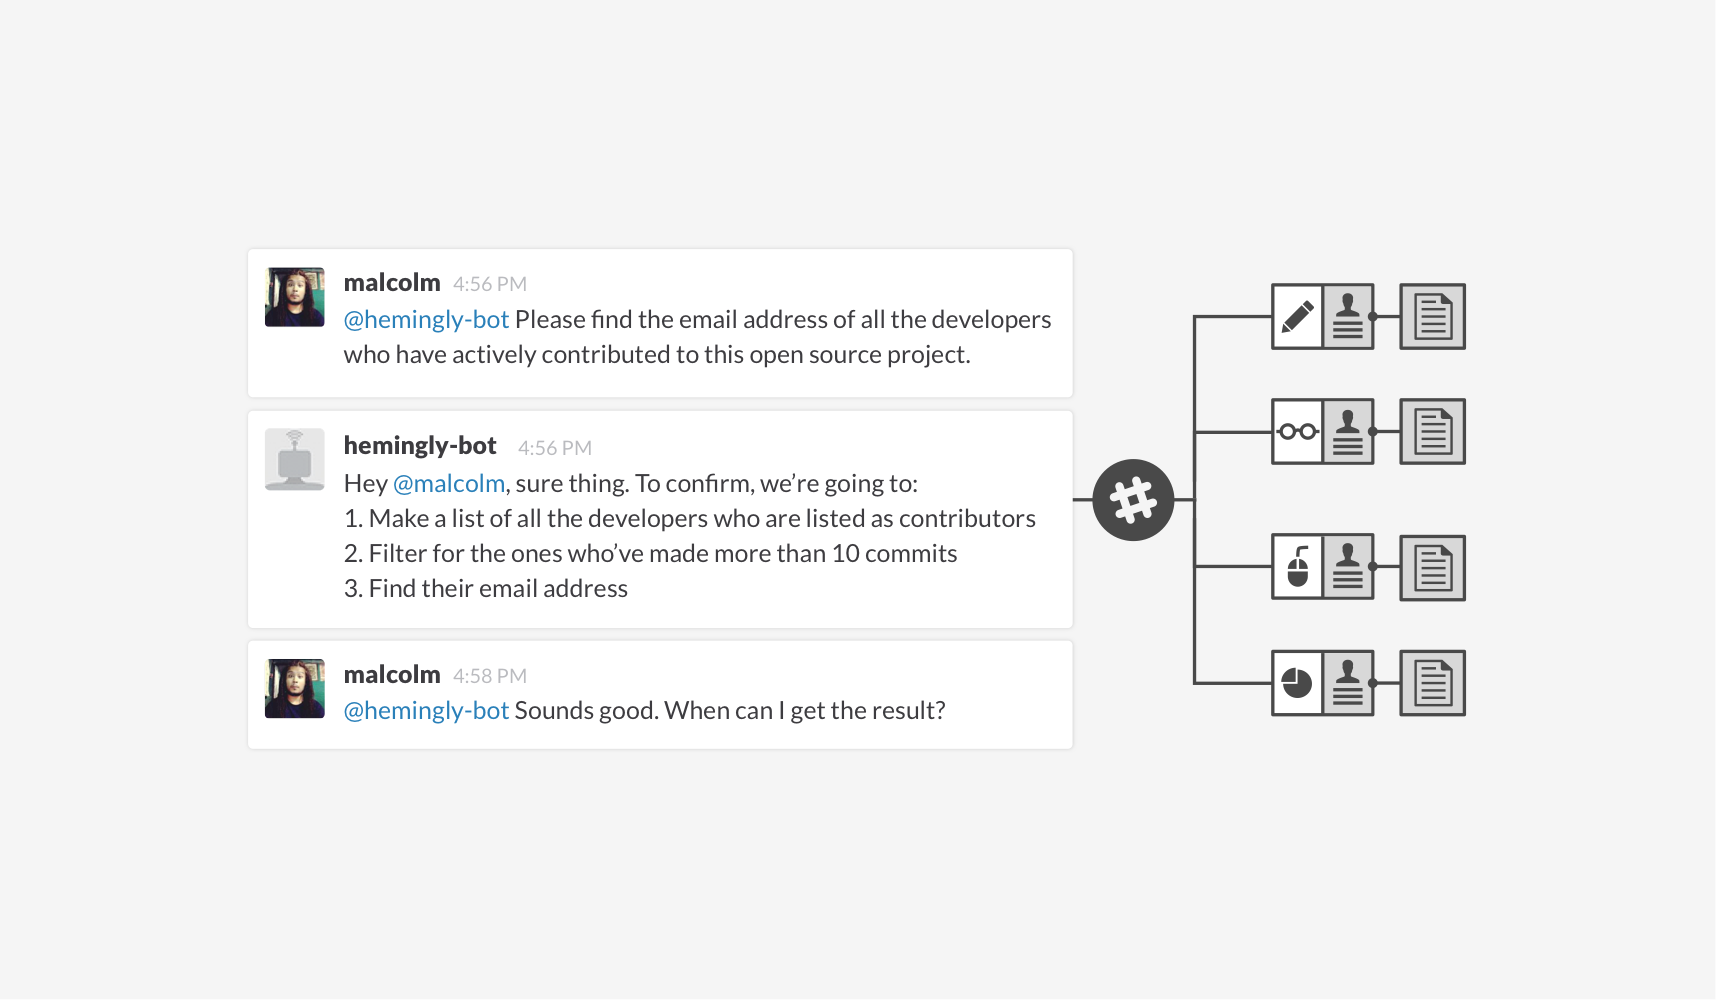 malcolm 4:56 PM
@hemingly-bot Please find the email address of all the developers
who have actively contributed to this open source project.
hemingly-bot 4:56 PM
Hey @malcolm, sure thing. To confirm, we’re going to:
1. Make a list of all the developers who are listed as contributors
2. Filter for the ones who’ve made more than 10 commits
3. Find their email address
malcolm 4:58 PM
@hemingly-bot Sounds good. When can I get the result?